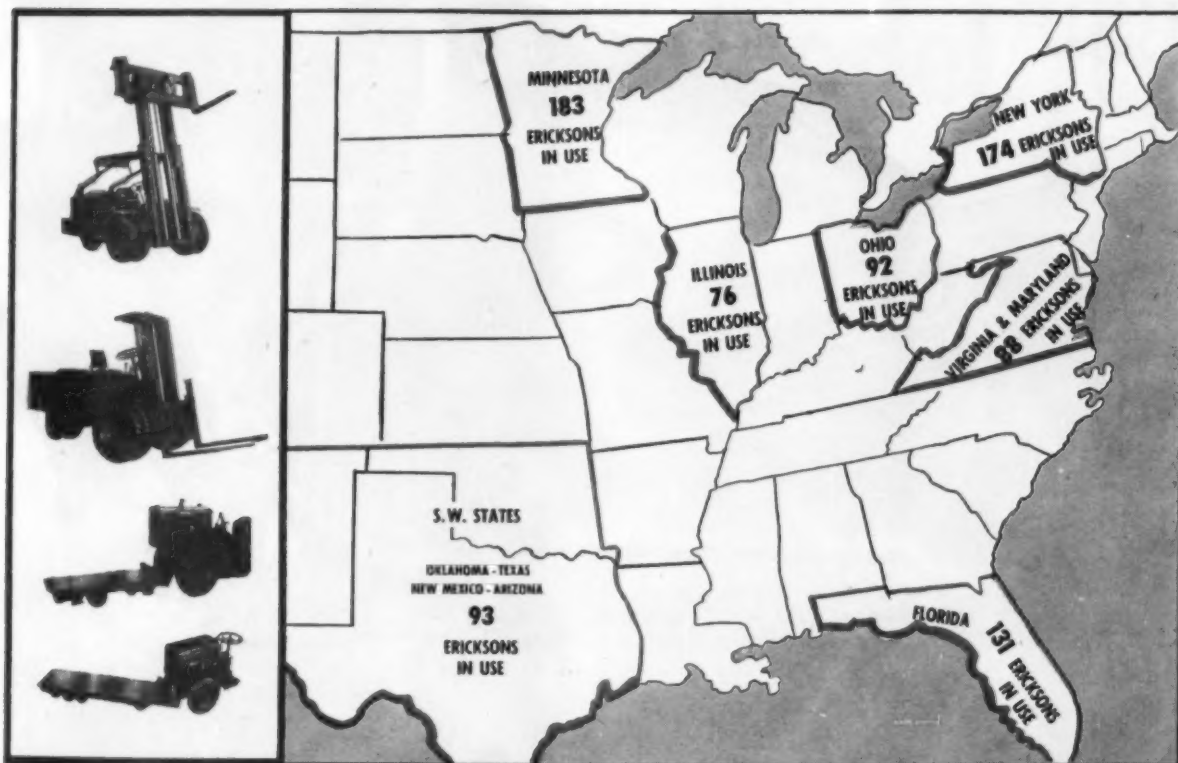 MINNESOTA
183
ERICKSONS
IN USE
NEW YORK
174 ERICKSONS
IN USE
ILLINOIS
76
ERICKSONS
IN USE
OHIO
92
ERICKSONS
IN USE
VIRGINIA & MARYLAND
88 ERICKSONS
IN USE
S.W. STATES
OKLAHOMA - TEXAS
NEW MEXICO - ARIZONA
93
ERICKSONS
IN USE
FLORIDA
131 ERICKSONS
IN USE